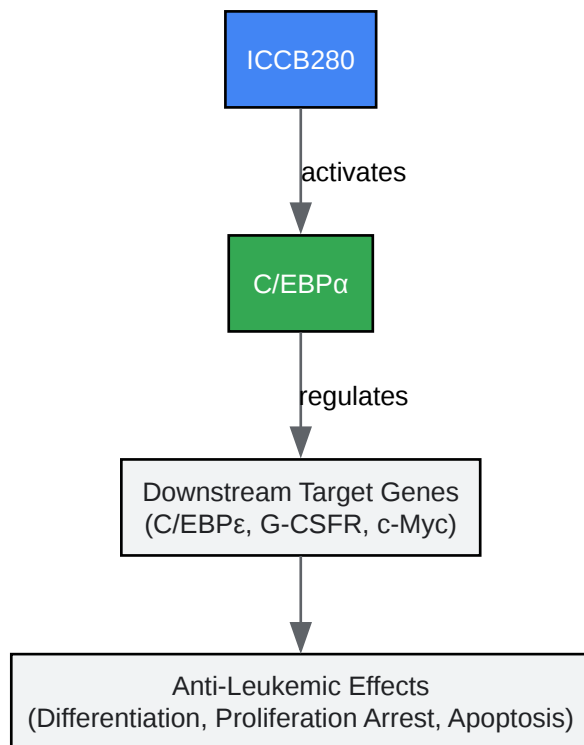 ICCB280
activates
C/EBPα
regulates
Downstream Target Genes
(C/EBPε, G-CSFR, c-Myc)
Anti-Leukemic Effects
(Differentiation, Proliferation Arrest, Apoptosis)